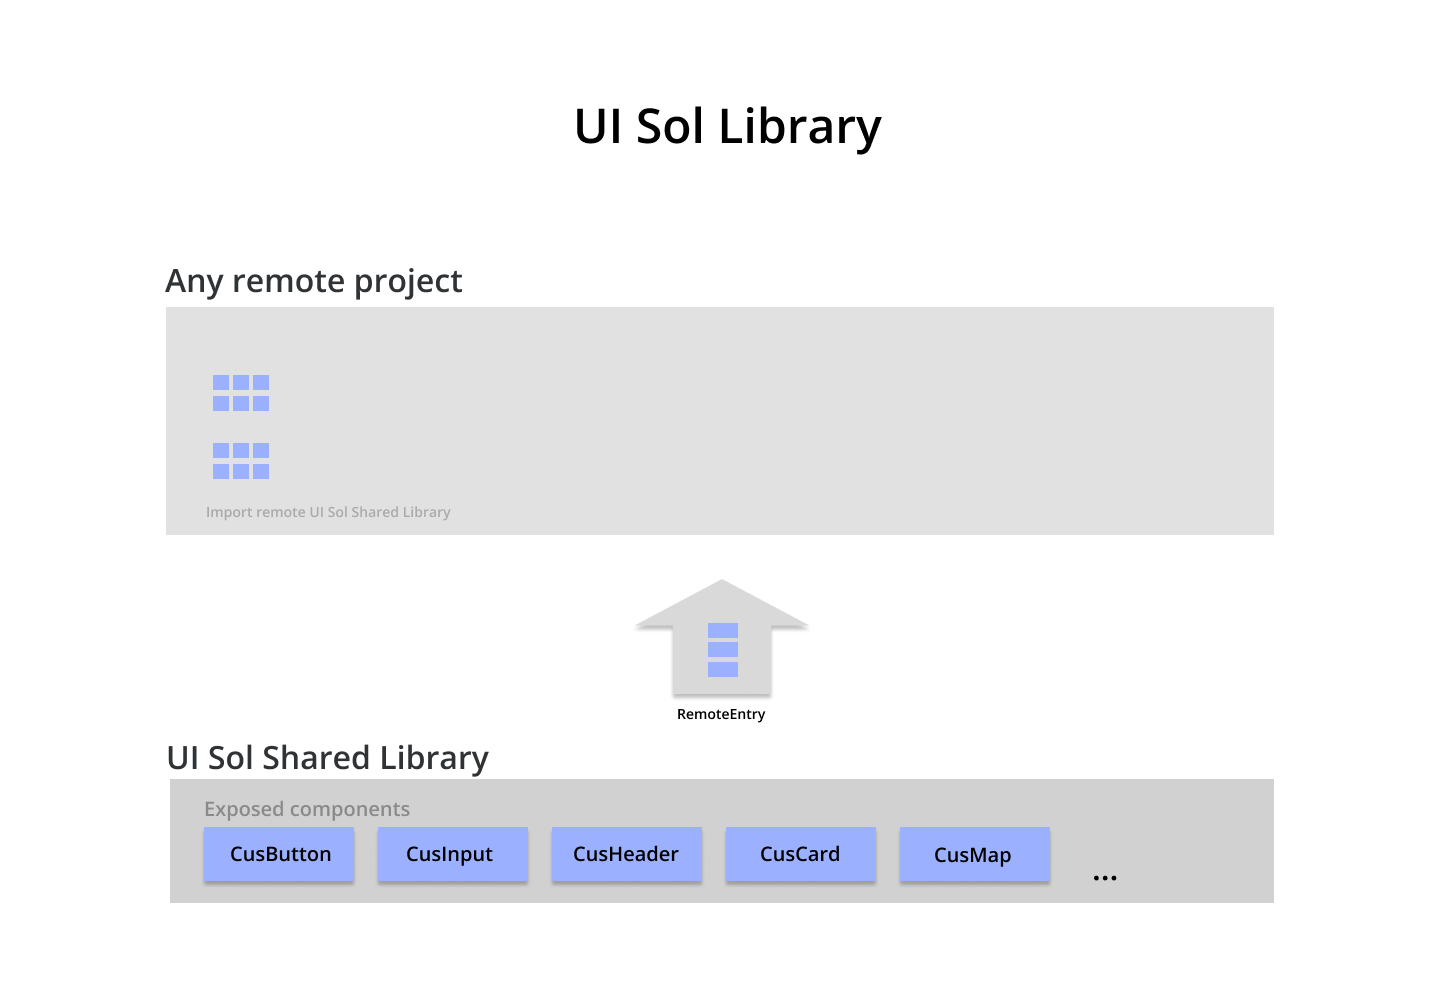 UI Sol Library
Any remote project
Import remote UI Sol Shared Library
RemoteEntry
UI Sol Shared Library
Exposed components
CusButton
CusInput
CusHeader
CusCard
CusMap
...